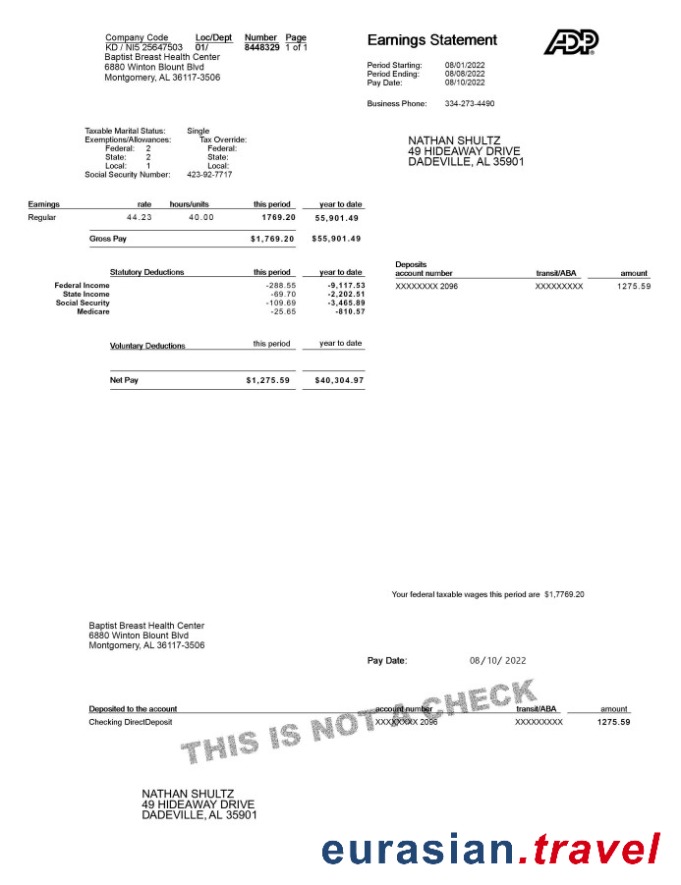 Company Code Loc/Dept Number Page
KD / NI5 25647503 01/ 8448329 1 of 1
Baptist Breast Health Center
6880 Winton Blount Blvd
Montgomery, AL 36117-3506
Earnings Statement
ADP
Period Starting: 08/01/2022
Period Ending: 08/08/2022
Pay Date: 08/10/2022
Business Phone: 334-273-4490
Taxable Marital Status: Single
Exemptions/Allowances: Tax Override:
Federal: 2 Federal:
State: 2 State:
Local: 1 Local:
Social Security Number: 423-92-7717
NATHAN SHULTZ
49 HIDEAWAY DRIVE
DADEVILLE, AL 35901
Earnings rate hours/units this period year to date
Regular 44.23 40.00 1769.20 55,901.49
Gross Pay $1,769.20 $55,901.49
Statutory Deductions this period year to date
Federal Income -288.55 -9,117.53
State Income -69.70 -2,202.51
Social Security -109.69 -3,465.89
Medicare -25.65 -810.57
Deposits
account number transit/ABA amount
XXXXXXXX 2096 XXXXXXXXX 1275.59
Voluntary Deductions this period year to date
Net Pay $1,275.59 $40,304.97
Your federal taxable wages this period are $1,7769.20
Baptist Breast Health Center
6880 Winton Blount Blvd
Montgomery, AL 36117-3506
Pay Date: 08/10/ 2022
Deposited to the account account number transit/ABA amount
Checking DirectDeposit XXXXXXXX 2096 XXXXXXXXX 1275.59
THIS IS NOT A CHECK
NATHAN SHULTZ
49 HIDEAWAY DRIVE
DADEVILLE, AL 35901
eurasian.travel